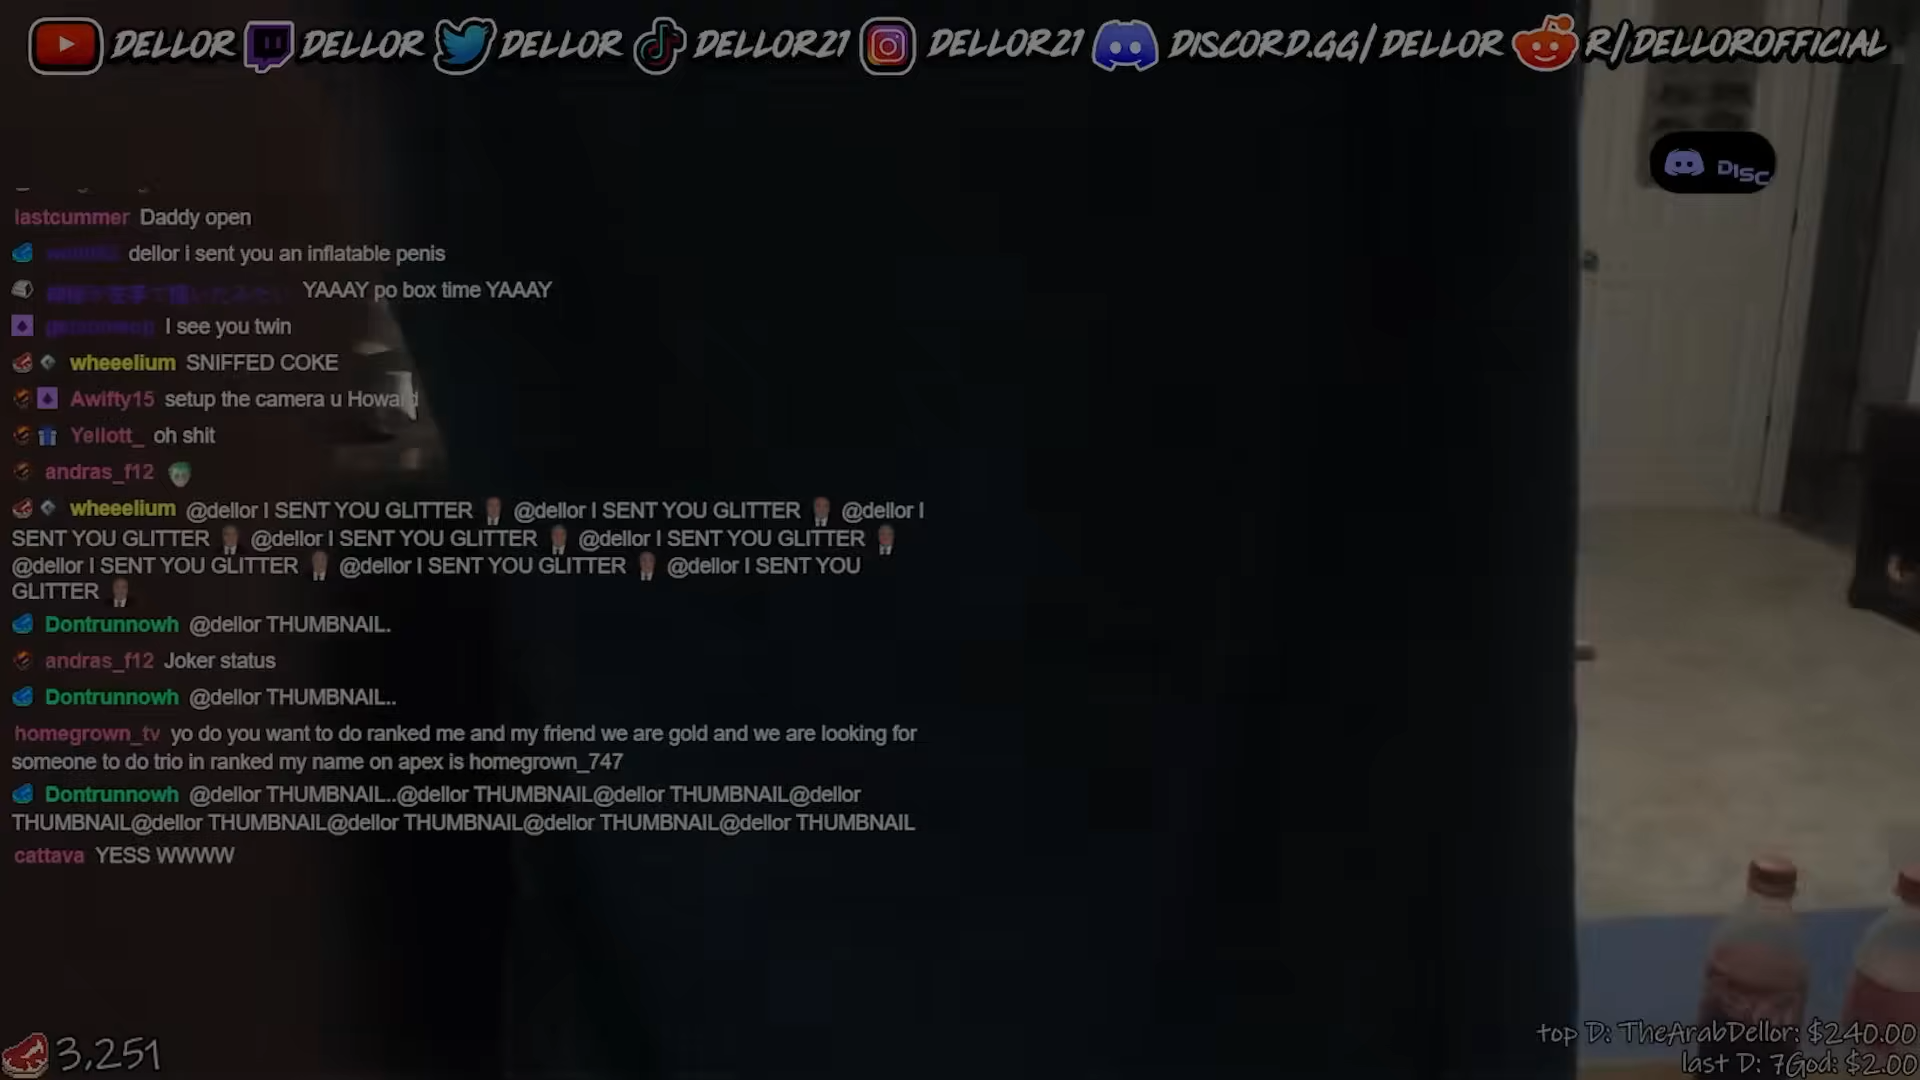 DELLOR DELLOR DELLOR DELLOR21 DELLOR21 DISCORD.GG/DELLOR R/DELLOROFFICIAL
DISC
lastcummer Daddy open
dellor i sent you an inflatable penis
YAAAY po box time YAAAY
I see you twin
wheeelium SNIFFED COKE
Awifty15 setup the camera u Howard
Yellott_ oh shit
andras_f12
wheeelium @dellor I SENT YOU GLITTER @dellor I SENT YOU GLITTER @dellor I
SENT YOU GLITTER @dellor I SENT YOU GLITTER @dellor I SENT YOU GLITTER
@dellor I SENT YOU GLITTER @dellor I SENT YOU GLITTER @dellor I SENT YOU
GLITTER
Dontrunnowh @dellor THUMBNAIL.
andras_f12 Joker status
Dontrunnowh @dellor THUMBNAIL..
homegrown_tv yo do you want to do ranked me and my friend we are gold and we are looking for
someone to do trio in ranked my name on apex is homegrown_747
Dontrunnowh @dellor THUMBNAIL..@dellor THUMBNAIL@dellor THUMBNAIL@dellor
THUMBNAIL@dellor THUMBNAIL@dellor THUMBNAIL@dellor THUMBNAIL@dellor THUMBNAIL
cattava YESS WWWW
3,251
top D: TheArabDellor: $240.00
last D: 7God: $2.00